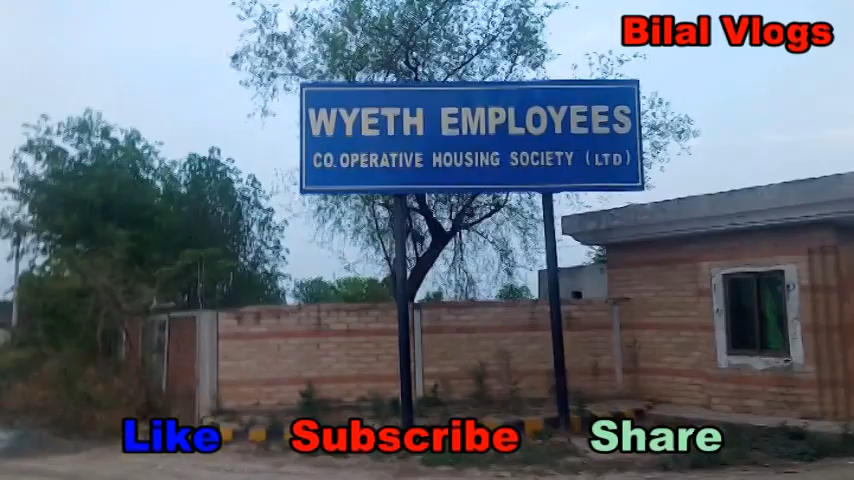 Bilal Vlogs
WYETH EMPLOYEES
CO.OPERATIVE HOUSING SOCIETY (LTD)
Like Subscribe Share